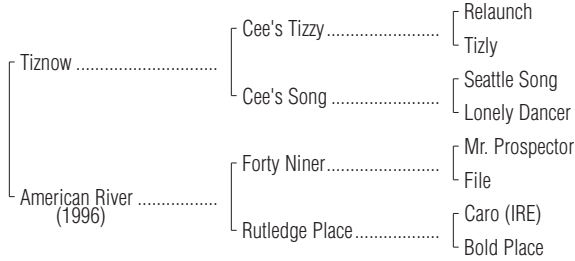 Relaunch
Cee's Tizzy
Tizly
Tiznow
Seattle Song
Cee's Song
Lonely Dancer
Mr. Prospector
Forty Niner
File
American River
(1996)
Caro (IRE)
Rutledge Place
Bold Place